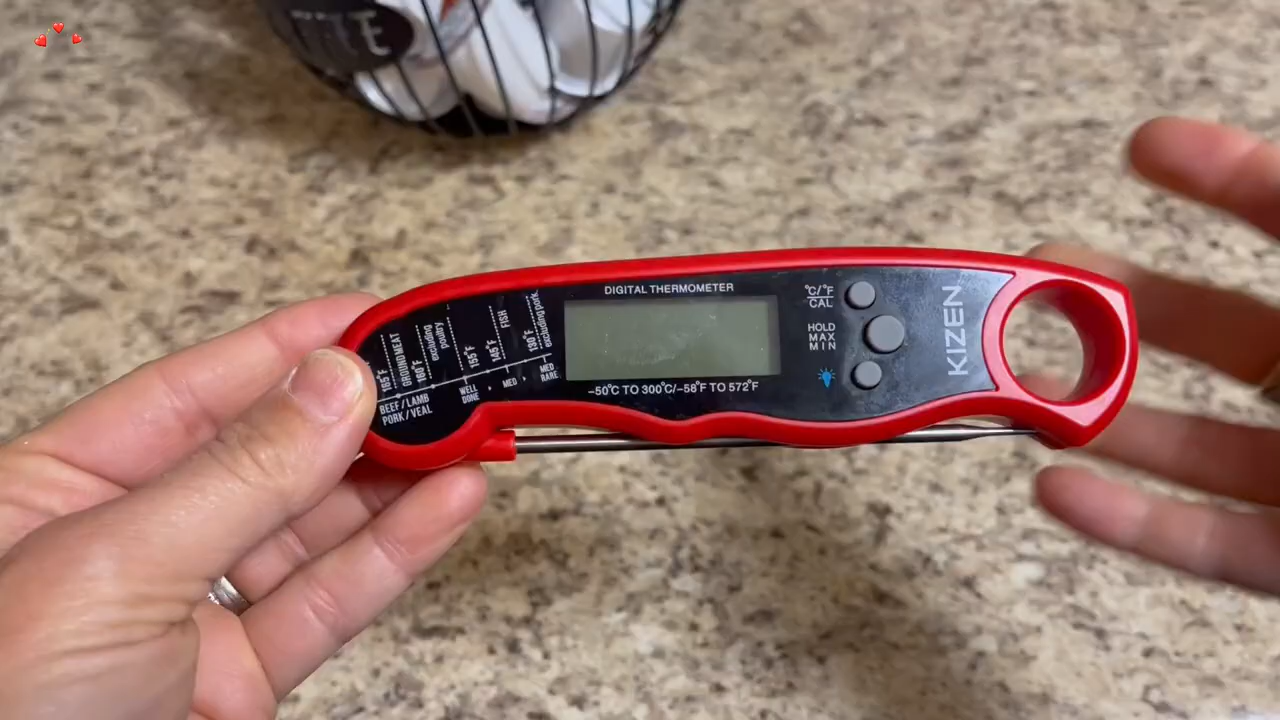 DIGITAL THERMOMETER
-50°C TO 300°C/-58°F TO 572°F
°C/°F
CAL
HOLD
MAX
MIN
KIZEN
GROUND MEAT
160°F
excluding
poultry
155°F
145°F
FISH
130°F
excluding pork
BEEF / LAMB
PORK / VEAL
WELL
DONE
MED
MED
RARE